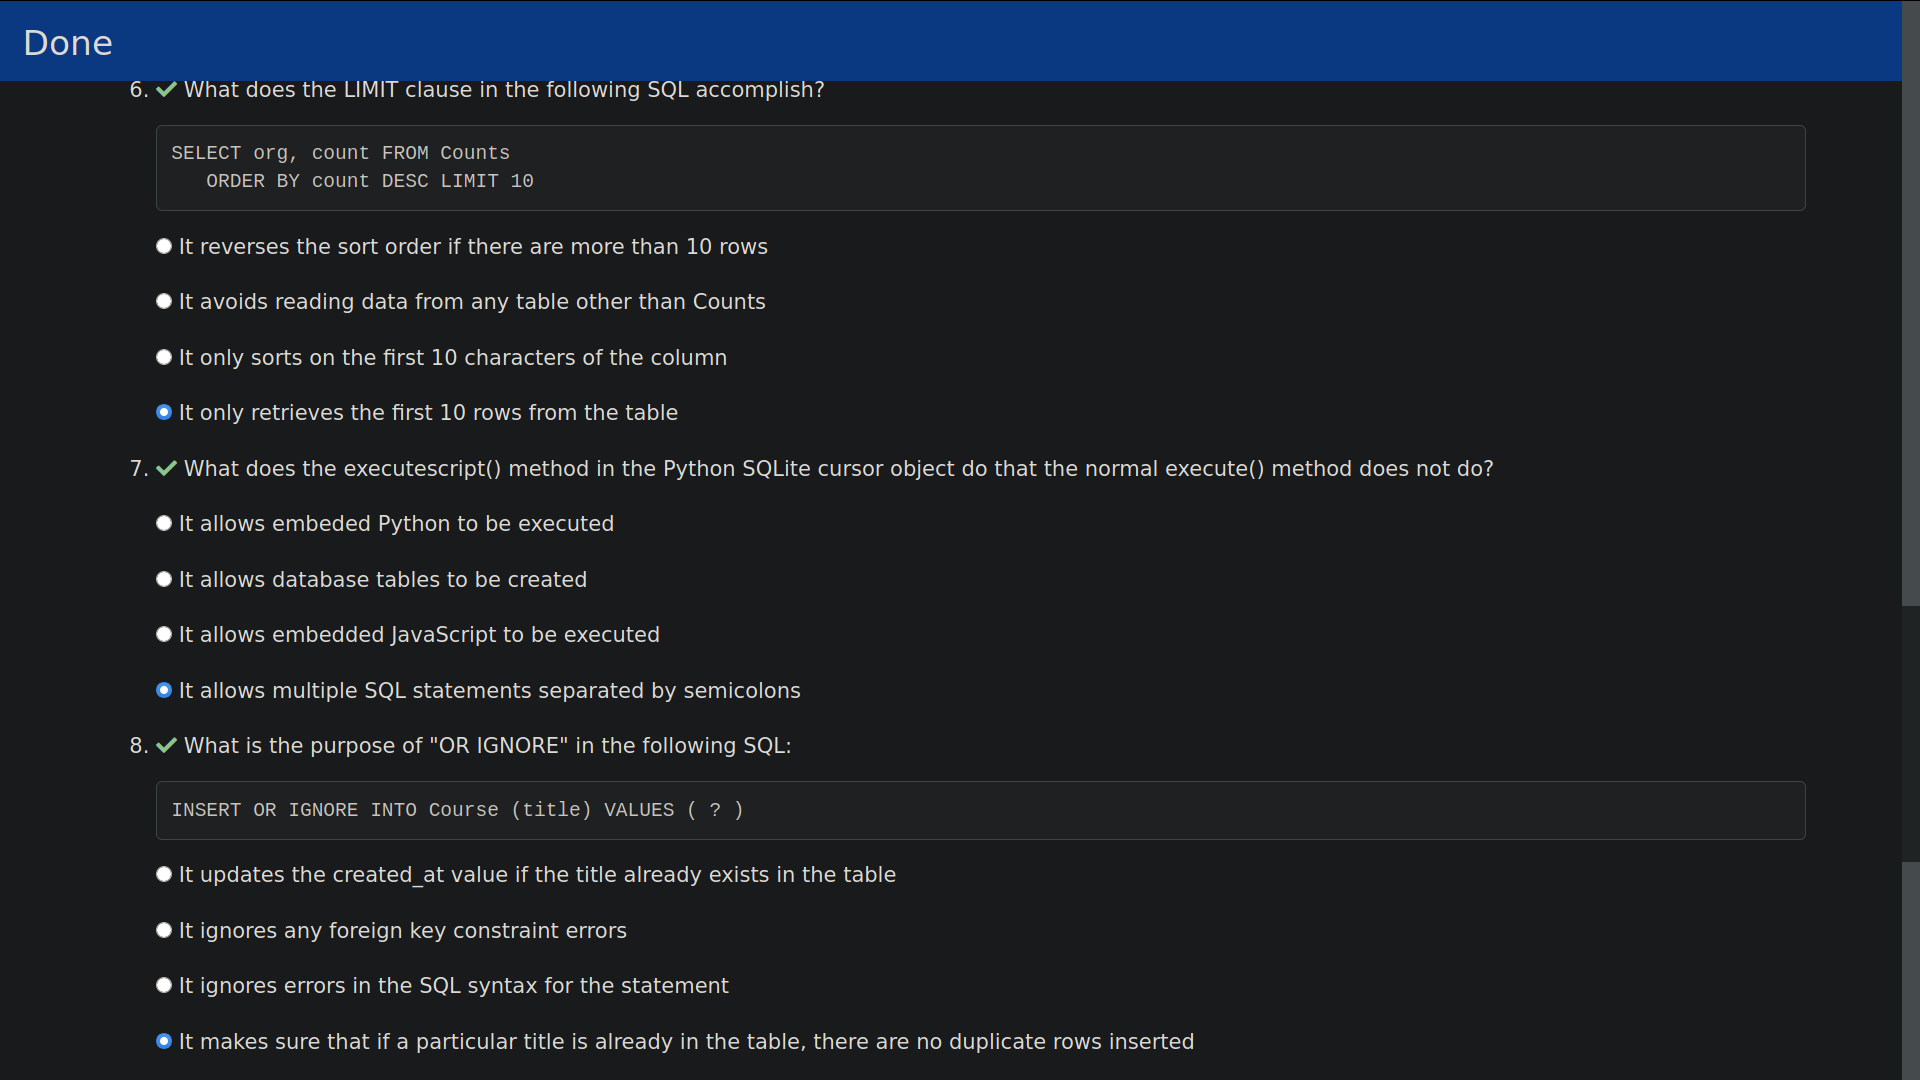 Done
6. What does the LIMIT clause in the following SQL accomplish?
SELECT org, count FROM Counts
ORDER BY count DESC LIMIT 10
It reverses the sort order if there are more than 10 rows
It avoids reading data from any table other than Counts
It only sorts on the first 10 characters of the column
It only retrieves the first 10 rows from the table
7. What does the executescript() method in the Python SQLite cursor object do that the normal execute() method does not do?
It allows embeded Python to be executed
It allows database tables to be created
It allows embedded JavaScript to be executed
It allows multiple SQL statements separated by semicolons
8. What is the purpose of "OR IGNORE" in the following SQL:
INSERT OR IGNORE INTO Course (title) VALUES ( ? )
It updates the created_at value if the title already exists in the table
It ignores any foreign key constraint errors
It ignores errors in the SQL syntax for the statement
It makes sure that if a particular title is already in the table, there are no duplicate rows inserted